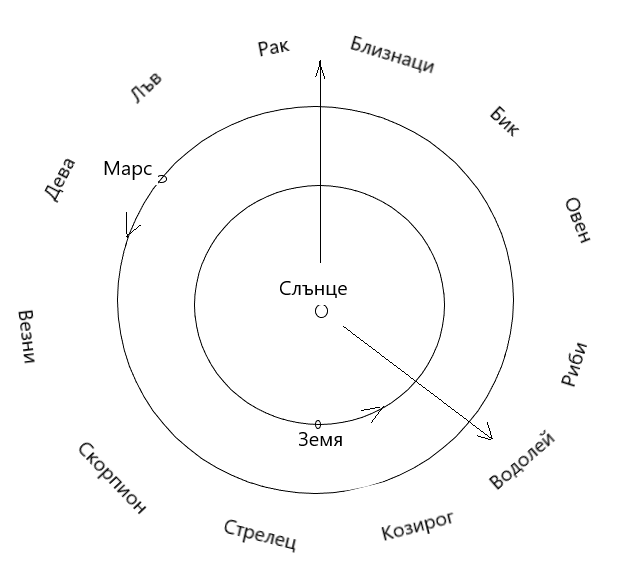 Рак
Близнаци
Лъв
Бик
Дева
Марс
Овен
Слънце
Везни
Риби
Земя
Скорпион
Водолей
Стрелец
Козирог